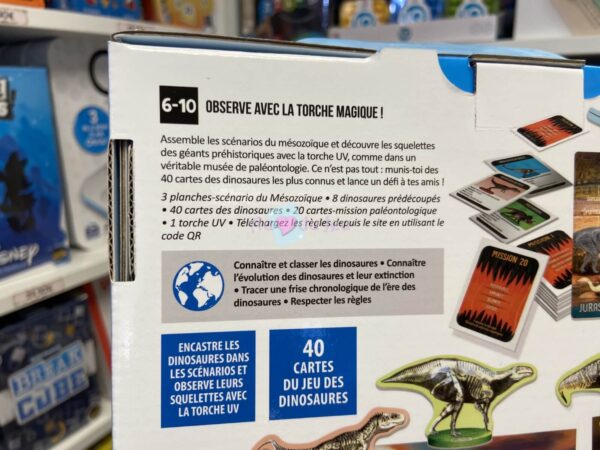 6-10 OBSERVE AVEC LA TORCHE MAGIQUE !
Assemble les scénarios du mésozoïque et découvre les squelettes
des géants préhistoriques avec la torche UV, comme dans un
véritable musée de paléontologie. Ce n'est pas tout : munis-toi des
40 cartes des dinosaures les plus connus et lance un défi à tes amis !
3 planches-scénario du Mésozoïque • 8 dinosaures prédécoupés
• 40 cartes des dinosaures • 20 cartes-mission paléontologique
• 1 torche UV • Téléchargez les règles depuis le site en utilisant le
code QR
Connaître et classer les dinosaures • Connaître
l'évolution des dinosaures et leur extinction
• Tracer une frise chronologique de l'ère des
dinosaures • Respecter les règles
ENCASTRE LES
DINOSAURES DANS
LES SCÉNARIOS ET
OBSERVE LEURS
SQUELETTES AVEC
LA TORCHE UV
40
CARTES
DU JEU DES
DINOSAURES
MISSION 20
JURAS
BREAK
CUBE